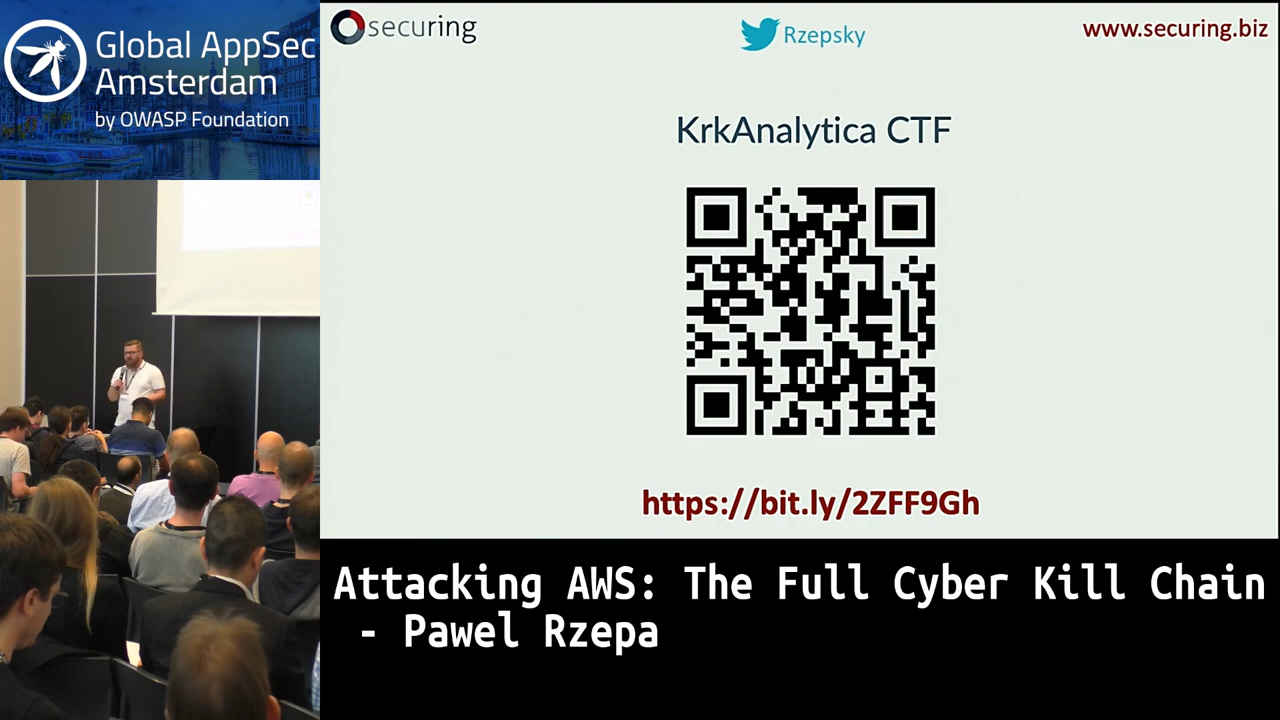 Global AppSec
Amsterdam
by OWASP Foundation
securing
Rzepsky
www.securing.biz
KrkAnalytica CTF
https://bit.ly/2ZFF9Gh
Attacking AWS: The Full Cyber Kill Chain
- Pawel Rzepa